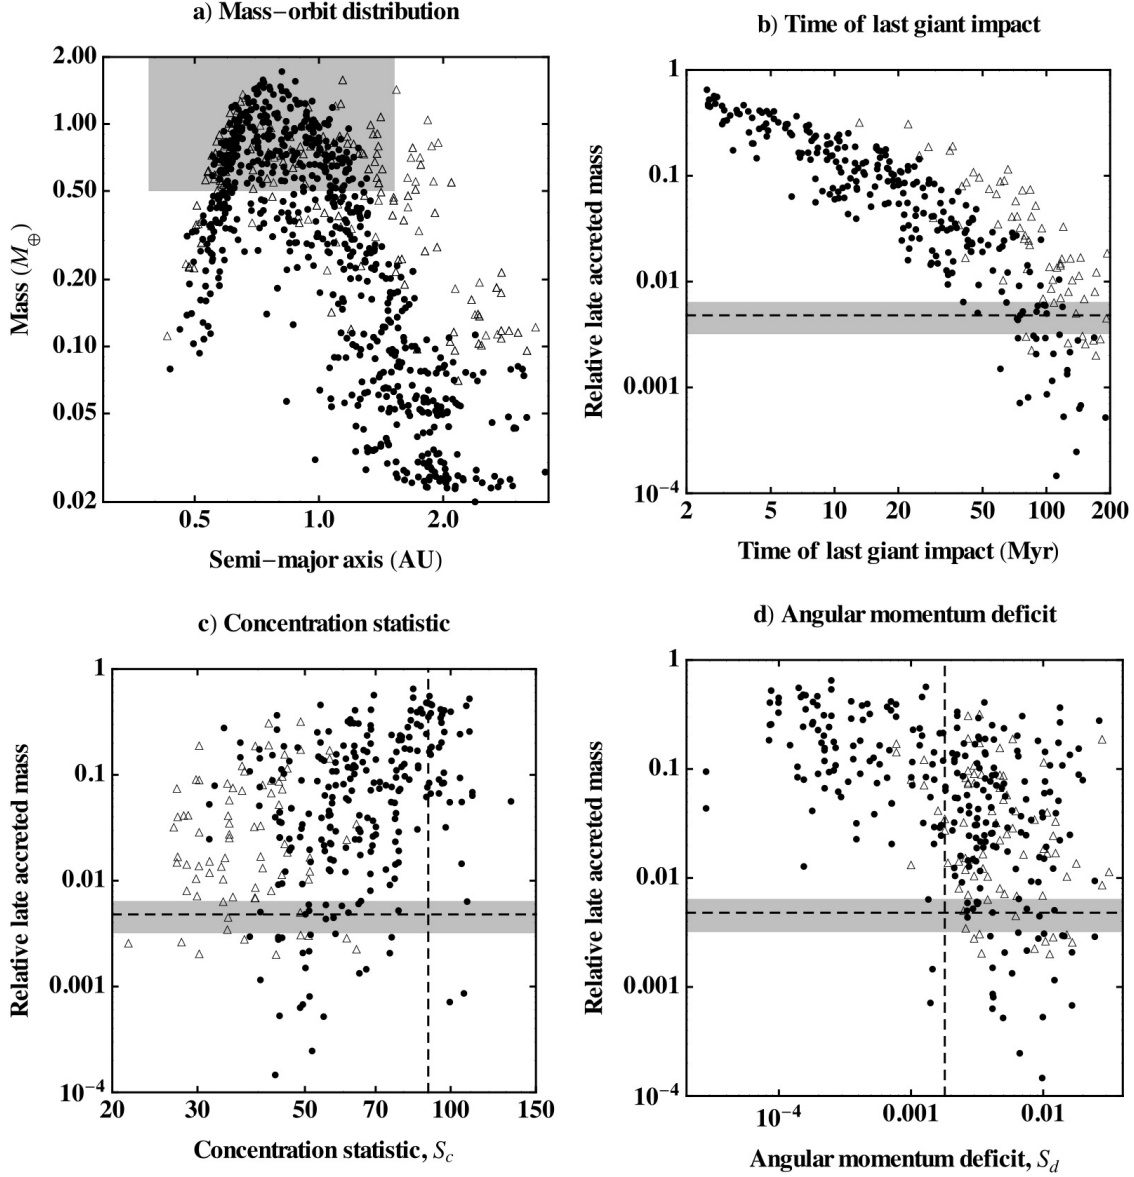 a) Mass−orbit distribution
2.00
1.00
0.50
0.20
0.10
0.05
0.02
Mass (M⊕)
0.5 1.0 2.0
Semi−major axis (AU)
b) Time of last giant impact
1
0.1
0.01
0.001
10⁻⁴
Relative late accreted mass
2 5 10 20 50 100 200
Time of last giant impact (Myr)
c) Concentration statistic
1
0.1
0.01
0.001
10⁻⁴
Relative late accreted mass
20 30 50 70 100 150
Concentration statistic, S_c
d) Angular momentum deficit
1
0.1
0.01
0.001
10⁻⁴
Relative late accreted mass
10⁻⁴ 0.001 0.01
Angular momentum deficit, S_d